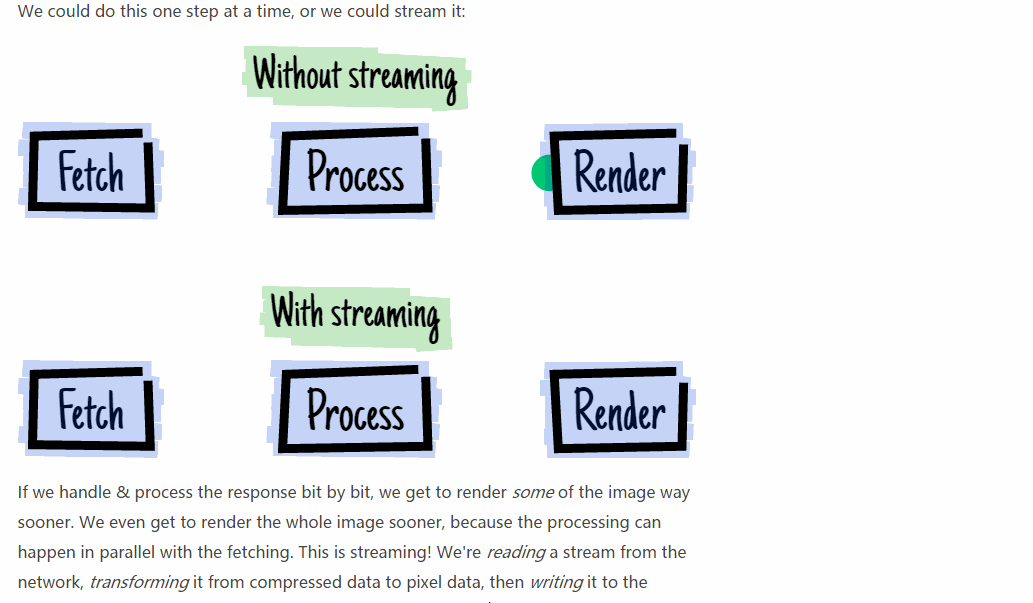 We could do this one step at a time, or we could stream it:
Without streaming
Fetch Process Render
With streaming
Fetch Process Render
If we handle & process the response bit by bit, we get to render some of the image way
sooner. We even get to render the whole image sooner, because the processing can
happen in parallel with the fetching. This is streaming! We're reading a stream from the
network, transforming it from compressed data to pixel data, then writing it to the